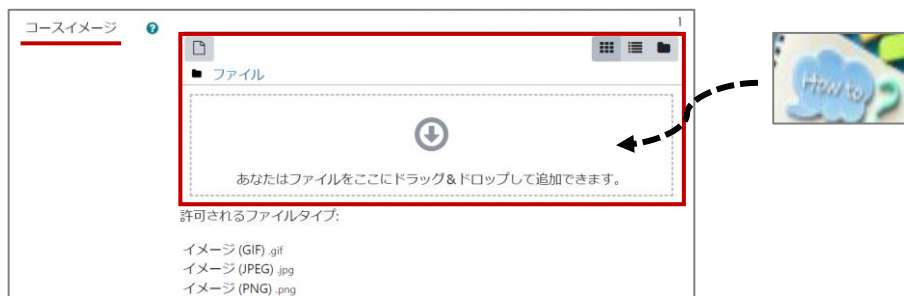 コースイメージ
1
ファイル
あなたはファイルをここにドラッグ&ドロップして追加できます。
許可されるファイルタイプ:
イメージ (GIF) .gif
イメージ (JPEG) .jpg
イメージ (PNG) .png
How to
?